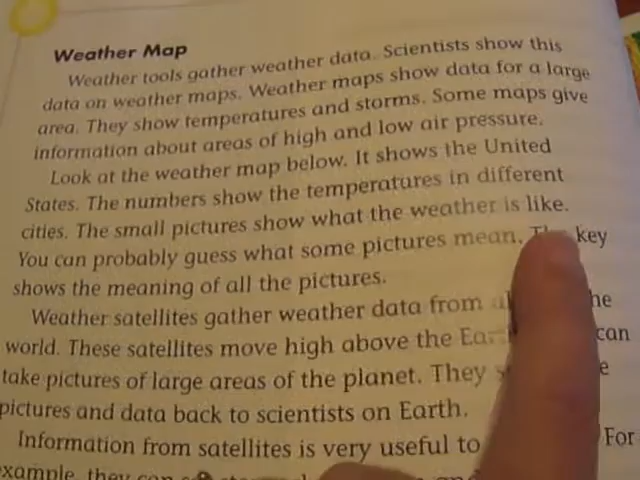 Weather Map
Weather tools gather weather data. Scientists show this
data on weather maps. Weather maps show data for a large
area. They show temperatures and storms. Some maps give
information about areas of high and low air pressure.
Look at the weather map below. It shows the United
States. The numbers show the temperatures in different
cities. The small pictures show what the weather is like.
You can probably guess what some pictures mean. The key
shows the meaning of all the pictures.
Weather satellites gather weather data from the
world. These satellites move high above the can
take pictures of large areas of the planet. They
pictures and data back to scientists on Earth.
Information from satellites is very useful to For
example, they can